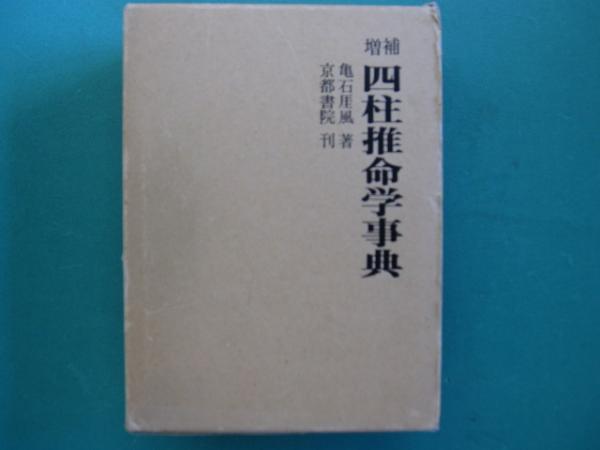 増補
四柱推命学事典
亀石厓風 著
京都書院 刊